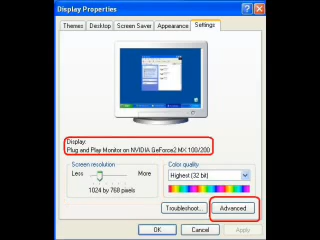 Display Properties
Themes Desktop Screen Saver Appearance Settings
Display:
Plug and Play Monitor on NVIDIA GeForce2 MX 100/200
Screen resolution
Color quality
Less More
Highest (32 bit)
1024 by 768 pixels
Troubleshoot... Advanced
OK Cancel Apply